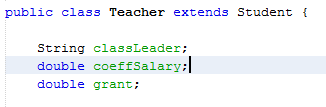 public class Teacher extends Student {
String classLeader;
double coeffSalary;
double grant;